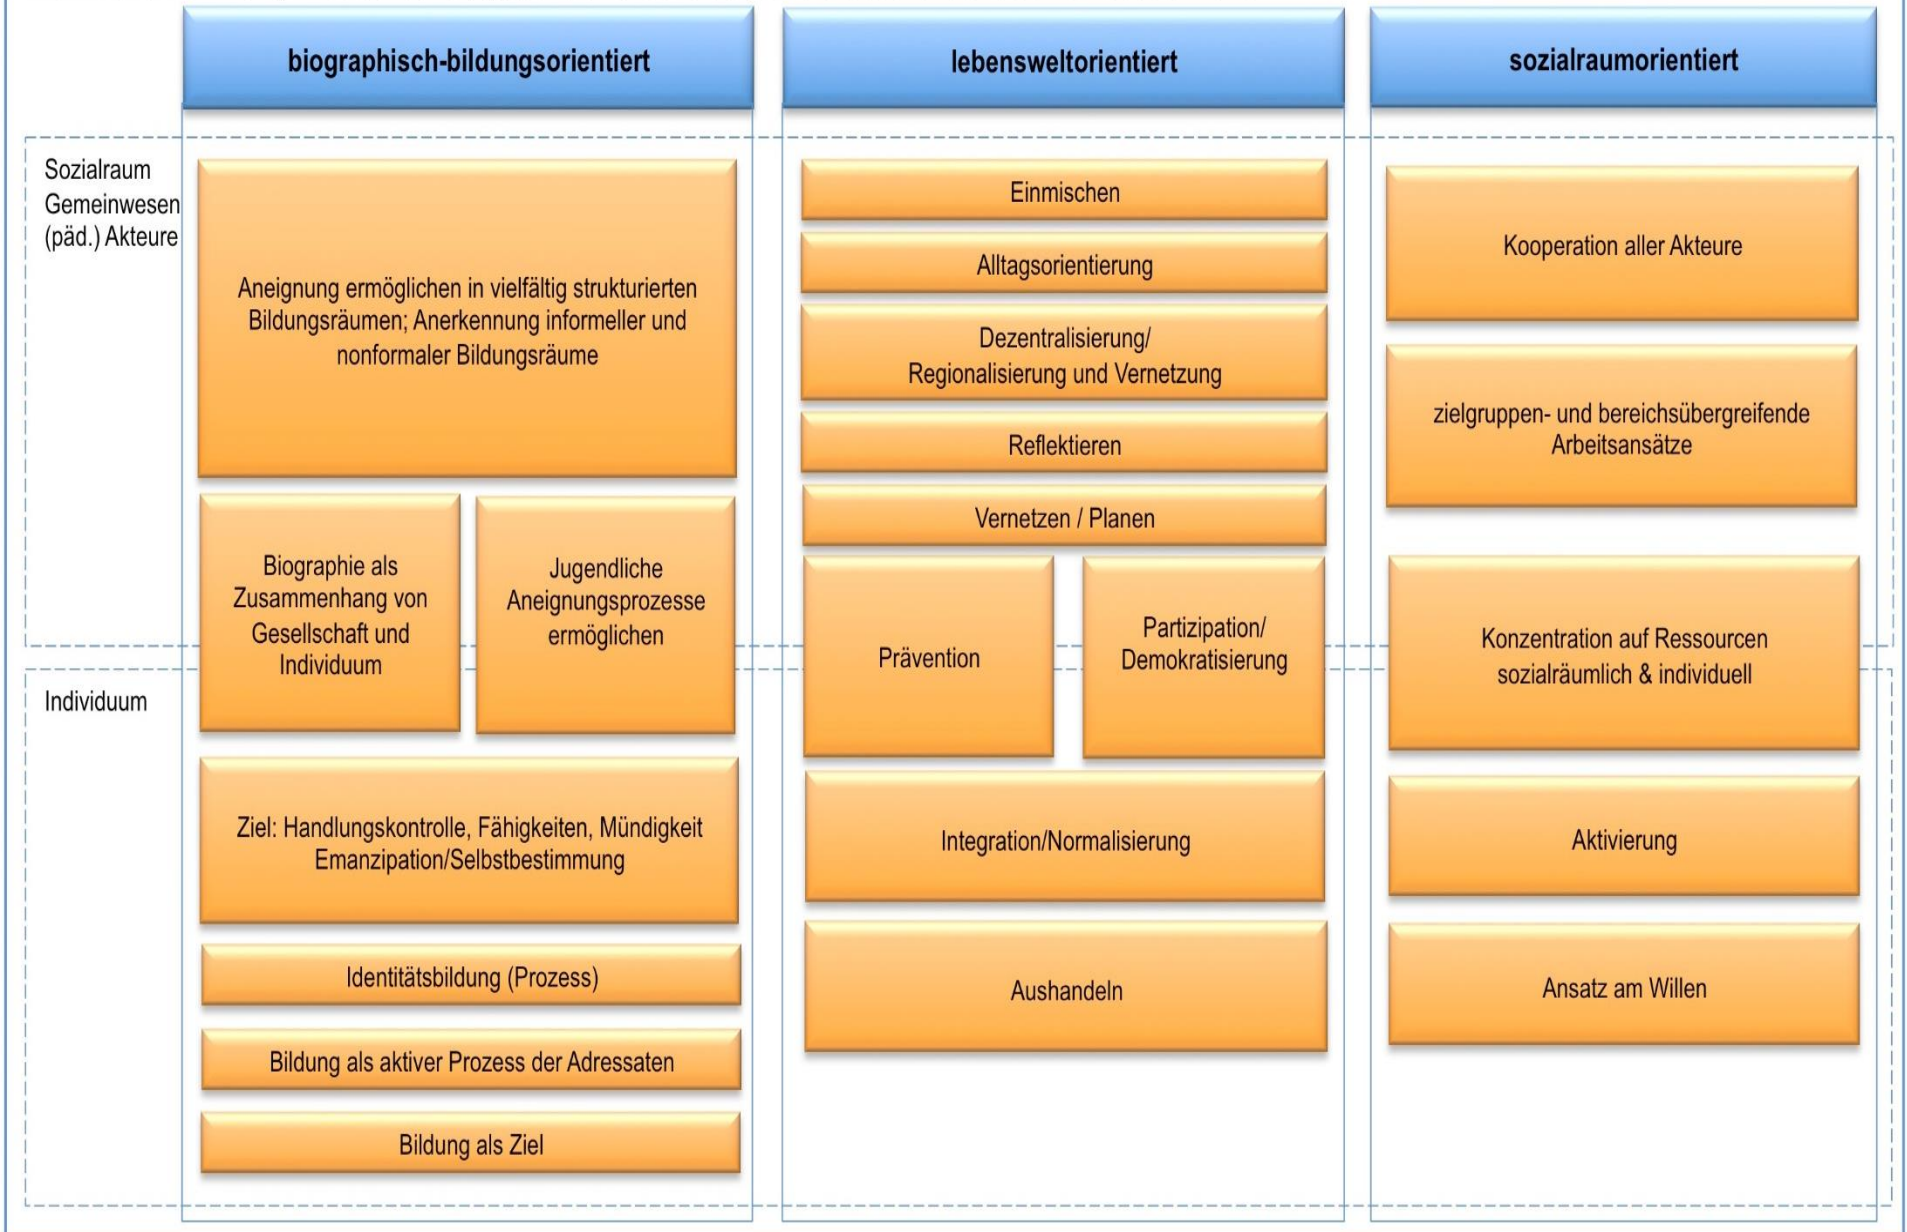 biographisch-bildungsorientiert
lebensweltorientiert
sozialraumorientiert
Sozialraum
Gemeinwesen
(päd.) Akteure
Aneignung ermöglichen in vielfältig strukturierten
Bildungsräumen; Anerkennung informeller und
nonformaler Bildungsräume
Biographie als
Zusammenhang von
Gesellschaft und
Individuum
Jugendliche
Aneignungsprozesse
ermöglichen
Individuum
Ziel: Handlungskontrolle, Fähigkeiten, Mündigkeit
Emanzipation/Selbstbestimmung
Identitätsbildung (Prozess)
Bildung als aktiver Prozess der Adressaten
Bildung als Ziel
Einmischen
Alltagsorientierung
Dezentralisierung/
Regionalisierung und Vernetzung
Reflektieren
Vernetzen / Planen
Prävention
Partizipation/
Demokratisierung
Integration/Normalisierung
Aushandeln
Kooperation aller Akteure
zielgruppen- und bereichsübergreifende
Arbeitsansätze
Konzentration auf Ressourcen
sozialräumlich & individuell
Aktivierung
Ansatz am Willen